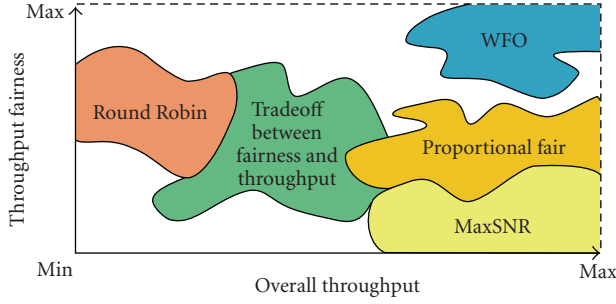 Max
WFO
Round Robin
Tradeoff
between
fairness and
throughput
Proportional fair
MaxSNR
Throughput fairness
Min
Overall throughput
Max